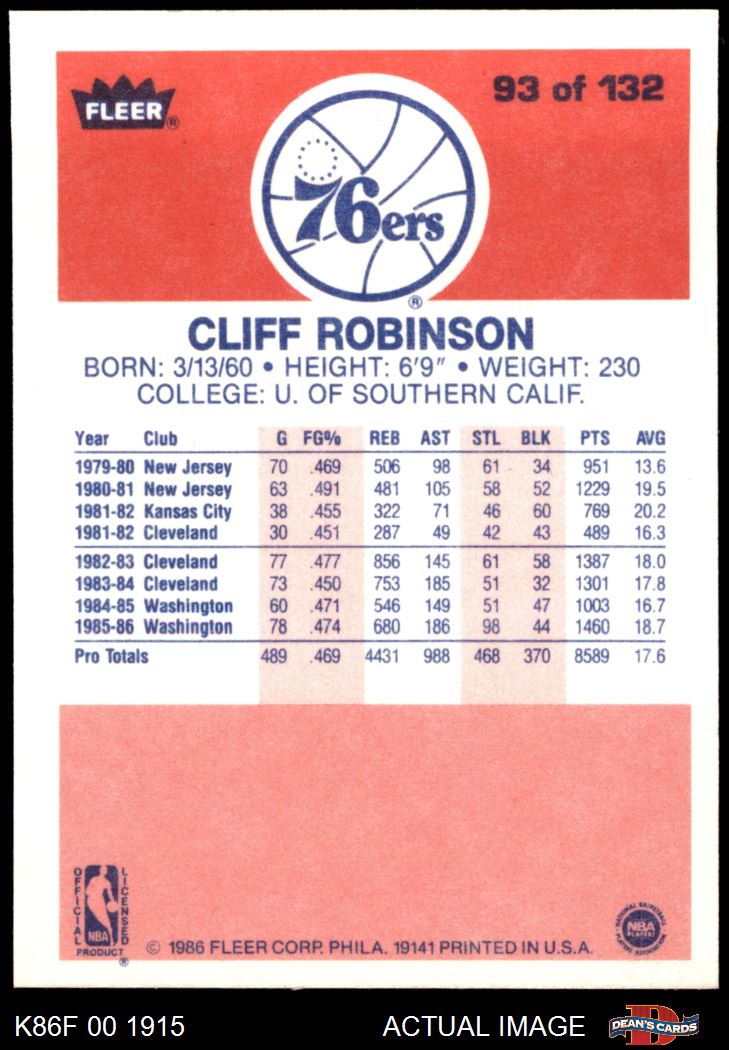 FLEER®
93 of 132
76ers
®
CLIFF ROBINSON
BORN: 3/13/60 • HEIGHT: 6'9" • WEIGHT: 230
COLLEGE: U. OF SOUTHERN CALIF.
Year Club G FG% REB AST STL BLK PTS AVG
1979-80 New Jersey 70 .469 506 98 61 34 951 13.6
1980-81 New Jersey 63 .491 481 105 58 52 1229 19.5
1981-82 Kansas City 38 .455 322 71 46 60 769 20.2
1981-82 Cleveland 30 .451 287 49 42 43 489 16.3
1982-83 Cleveland 77 .477 856 145 61 58 1387 18.0
1983-84 Cleveland 73 .450 753 185 51 32 1301 17.8
1984-85 Washington 60 .471 546 149 51 47 1003 16.7
1985-86 Washington 78 .474 680 186 98 44 1460 18.7
Pro Totals 489 .469 4431 988 468 370 8589 17.6
OFFICIAL
LICENSED
NBA
PRODUCT
®
© 1986 FLEER CORP. PHILA. 19141 PRINTED IN U.S.A.
NATIONAL BASKETBALL
NBA
PLAYERS
PLAYERS ASSOCIATION
K86F 00 1915
ACTUAL IMAGE
DEAN'S CARDS